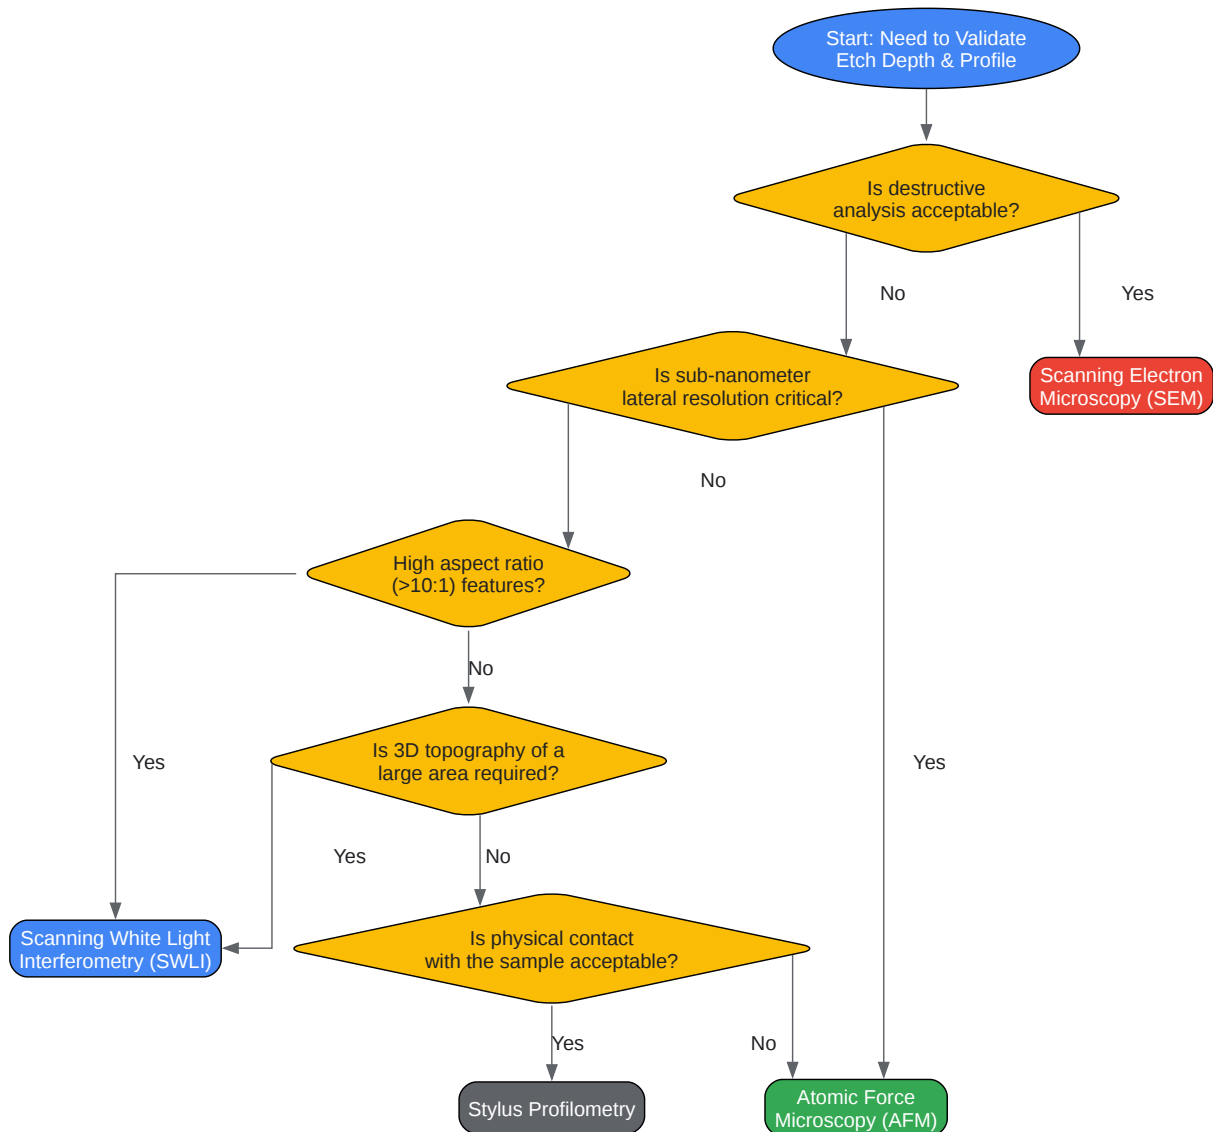 Start: Need to Validate
Etch Depth & Profile
Is destructive
analysis acceptable?
No
Yes
Is sub-nanometer
lateral resolution critical?
Scanning Electron
Microscopy (SEM)
No
High aspect ratio
(>10:1) features?
No
Is 3D topography of a
large area required?
Yes
Yes
Yes
No
Is physical contact
with the sample acceptable?
Scanning White Light
Interferometry (SWLI)
Yes
No
Stylus Profilometry
Atomic Force
Microscopy (AFM)